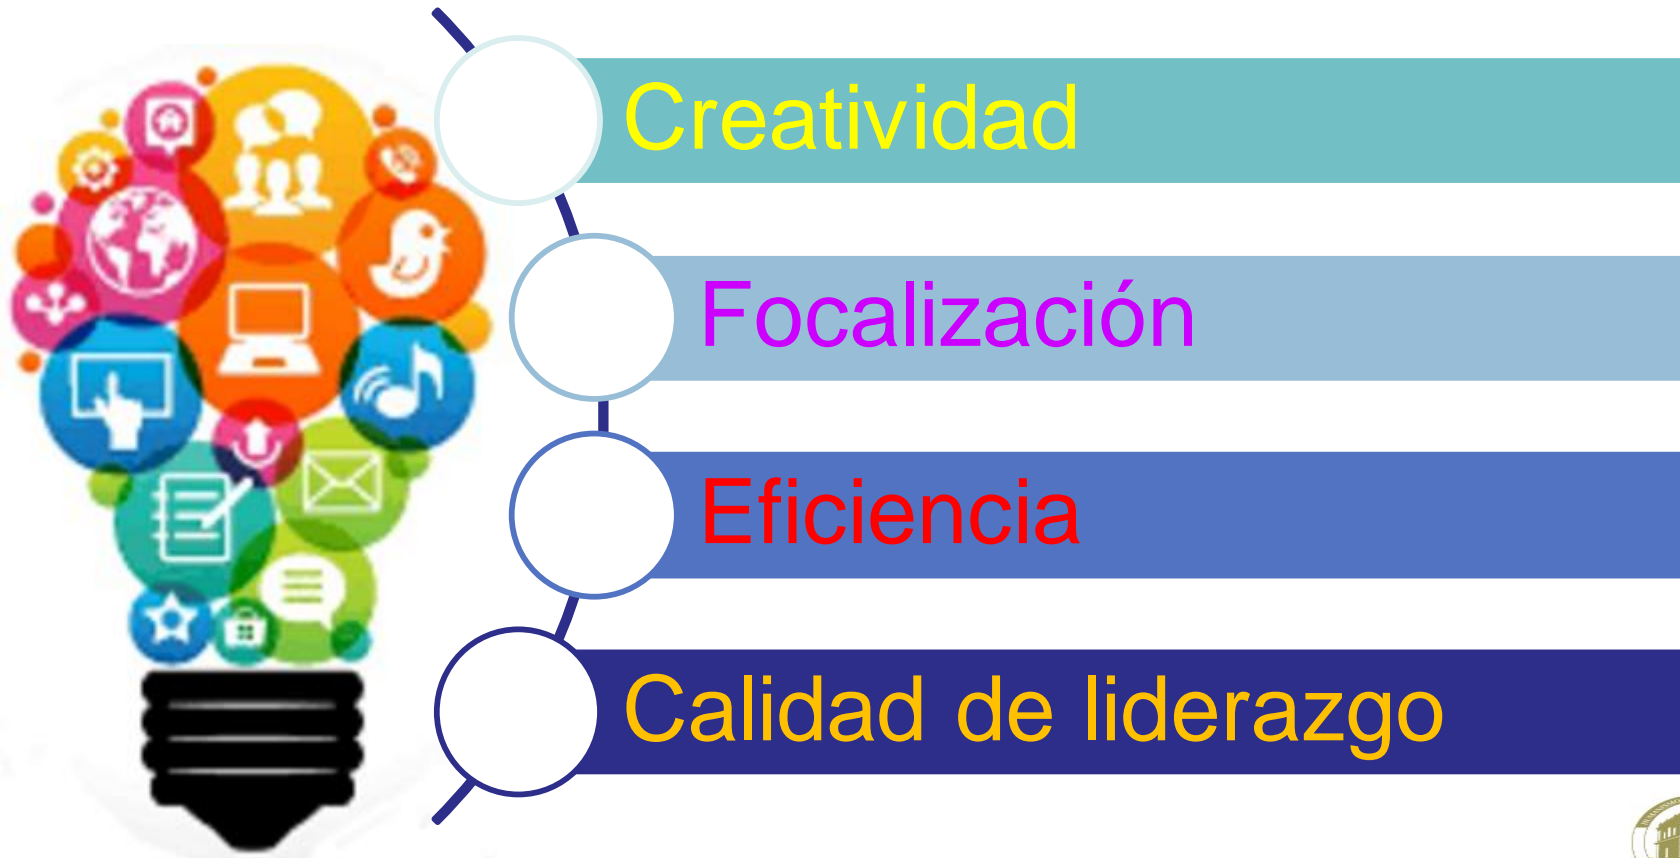 Creatividad
Focalización
Eficiencia
Calidad de liderazgo